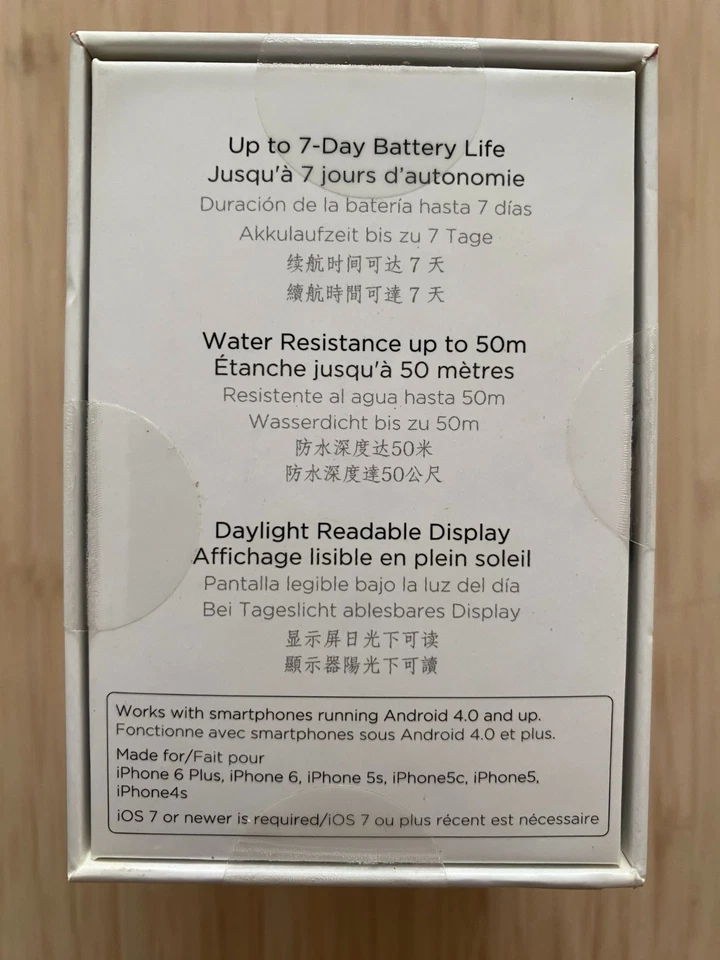 Up to 7-Day Battery Life
Jusqu'à 7 jours d'autonomie
Duración de la batería hasta 7 días
Akkulaufzeit bis zu 7 Tage
续航时间可达 7 天
續航時間可達 7 天
Water Resistance up to 50m
Étanche jusqu'à 50 mètres
Resistente al agua hasta 50m
Wasserdicht bis zu 50m
防水深度达50米
防水深度達50公尺
Daylight Readable Display
Affichage lisible en plein soleil
Pantalla legible bajo la luz del día
Bei Tageslicht ablesbares Display
显示屏日光下可读
顯示器陽光下可讀
Works with smartphones running Android 4.0 and up.
Fonctionne avec smartphones sous Android 4.0 et plus.
Made for/Fait pour
iPhone 6 Plus, iPhone 6, iPhone 5s, iPhone5c, iPhone5,
iPhone4s
iOS 7 or newer is required/iOS 7 ou plus récent est nécessaire